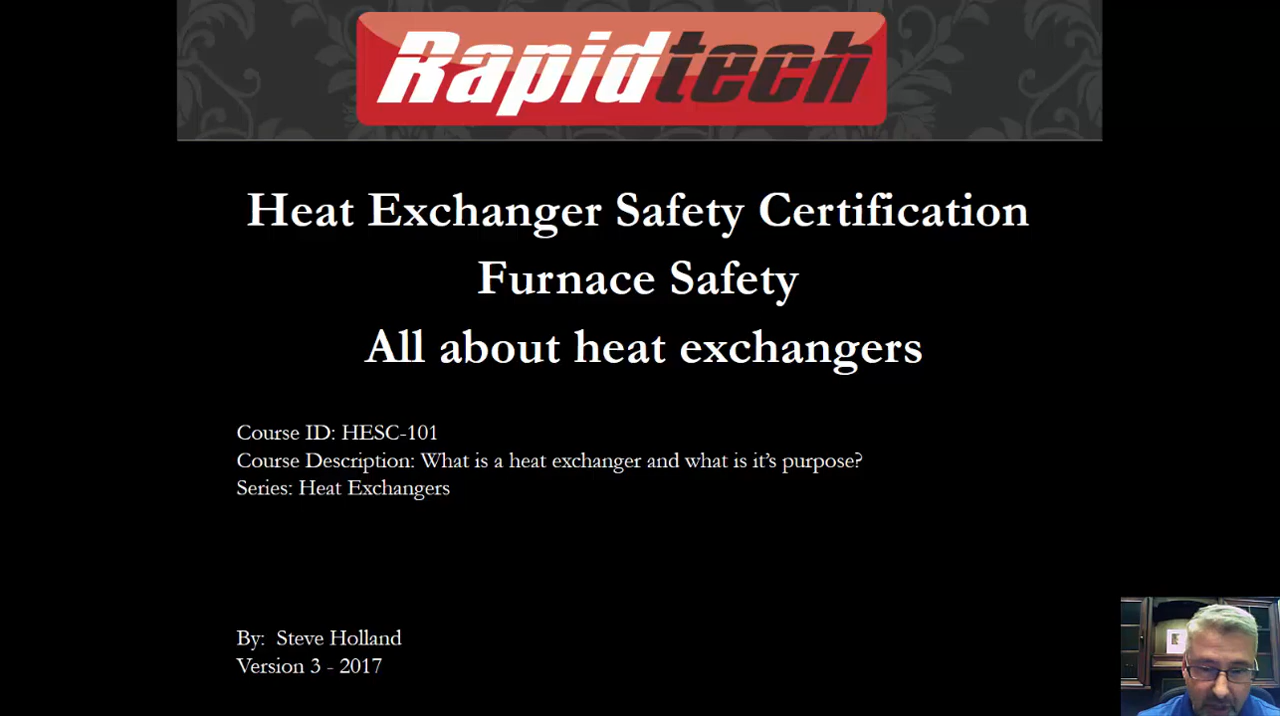 Rapidtech
Heat Exchanger Safety Certification
Furnace Safety
All about heat exchangers
Course ID: HESC-101
Course Description: What is a heat exchanger and what is it's purpose?
Series: Heat Exchangers
By: Steve Holland
Version 3 - 2017